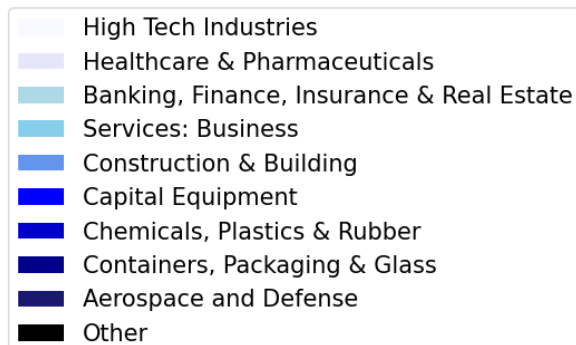 High Tech Industries
Healthcare & Pharmaceuticals
Banking, Finance, Insurance & Real Estate
Services: Business
Construction & Building
Capital Equipment
Chemicals, Plastics & Rubber
Containers, Packaging & Glass
Aerospace and Defense
Other